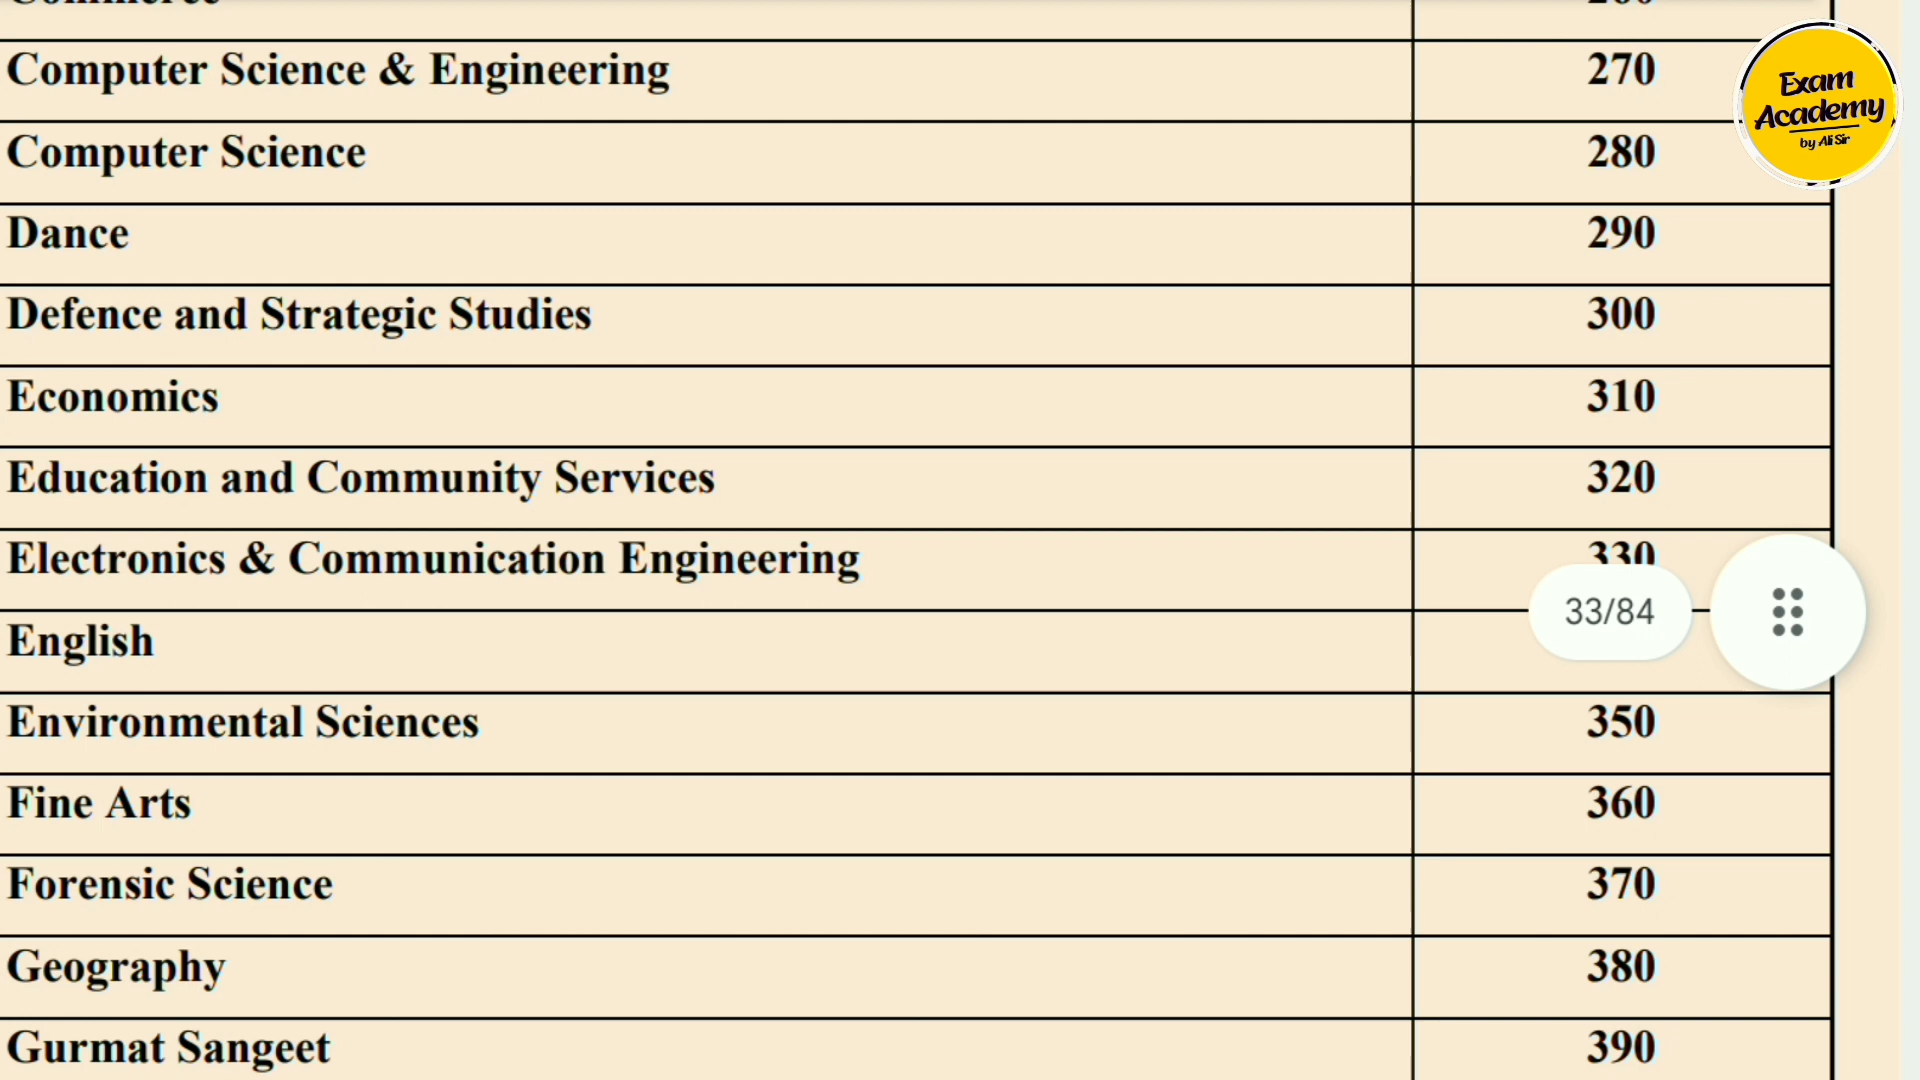 Computer Science & Engineering 270
Computer Science 280
Dance 290
Defence and Strategic Studies 300
Economics 310
Education and Community Services 320
Electronics & Communication Engineering 330
English
Environmental Sciences 350
Fine Arts 360
Forensic Science 370
Geography 380
Gurmat Sangeet 390
Exam
Academy
by Ali Sir
33/84